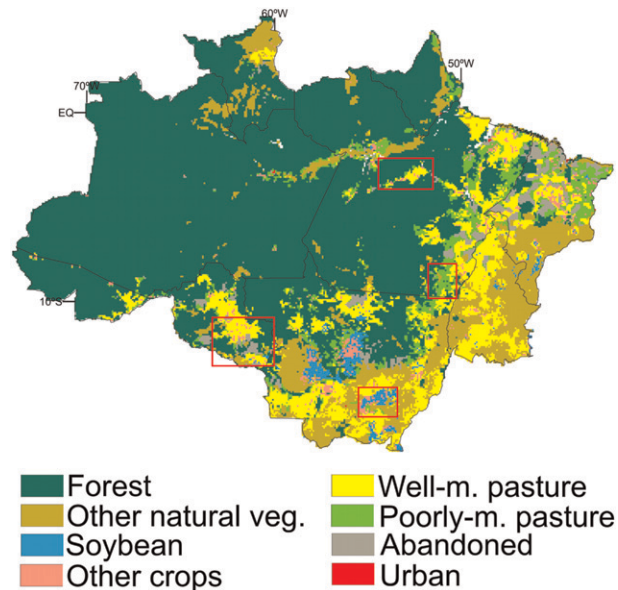 60ºW
50ºW
70ºW
EQ
10ºS
Forest
Other natural veg.
Soybean
Other crops
Well-m. pasture
Poorly-m. pasture
Abandoned
Urban